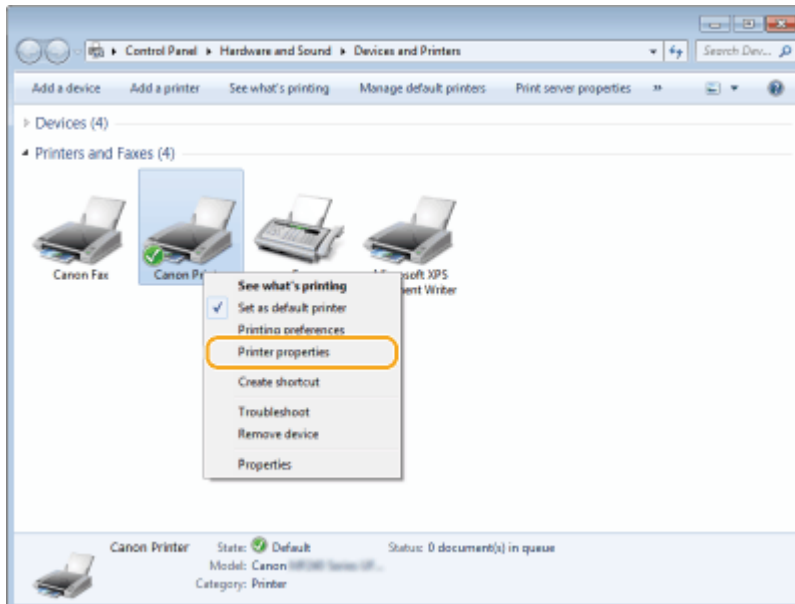 Control Panel ▸ Hardware and Sound ▸ Devices and Printers
Search Dev...
Add a device Add a printer See what's printing Manage default printers Print server properties »
Devices (4)
Printers and Faxes (4)
Canon Fax
Canon
soft XPS
Writer
See what's printing
Set as default printer
Printing preferences
Printer properties
Create shortcut
Troubleshoot
Remove device
Properties
Canon Printer State: Default Status: 0 document(s) in queue
Model: Canon
Category: Printer